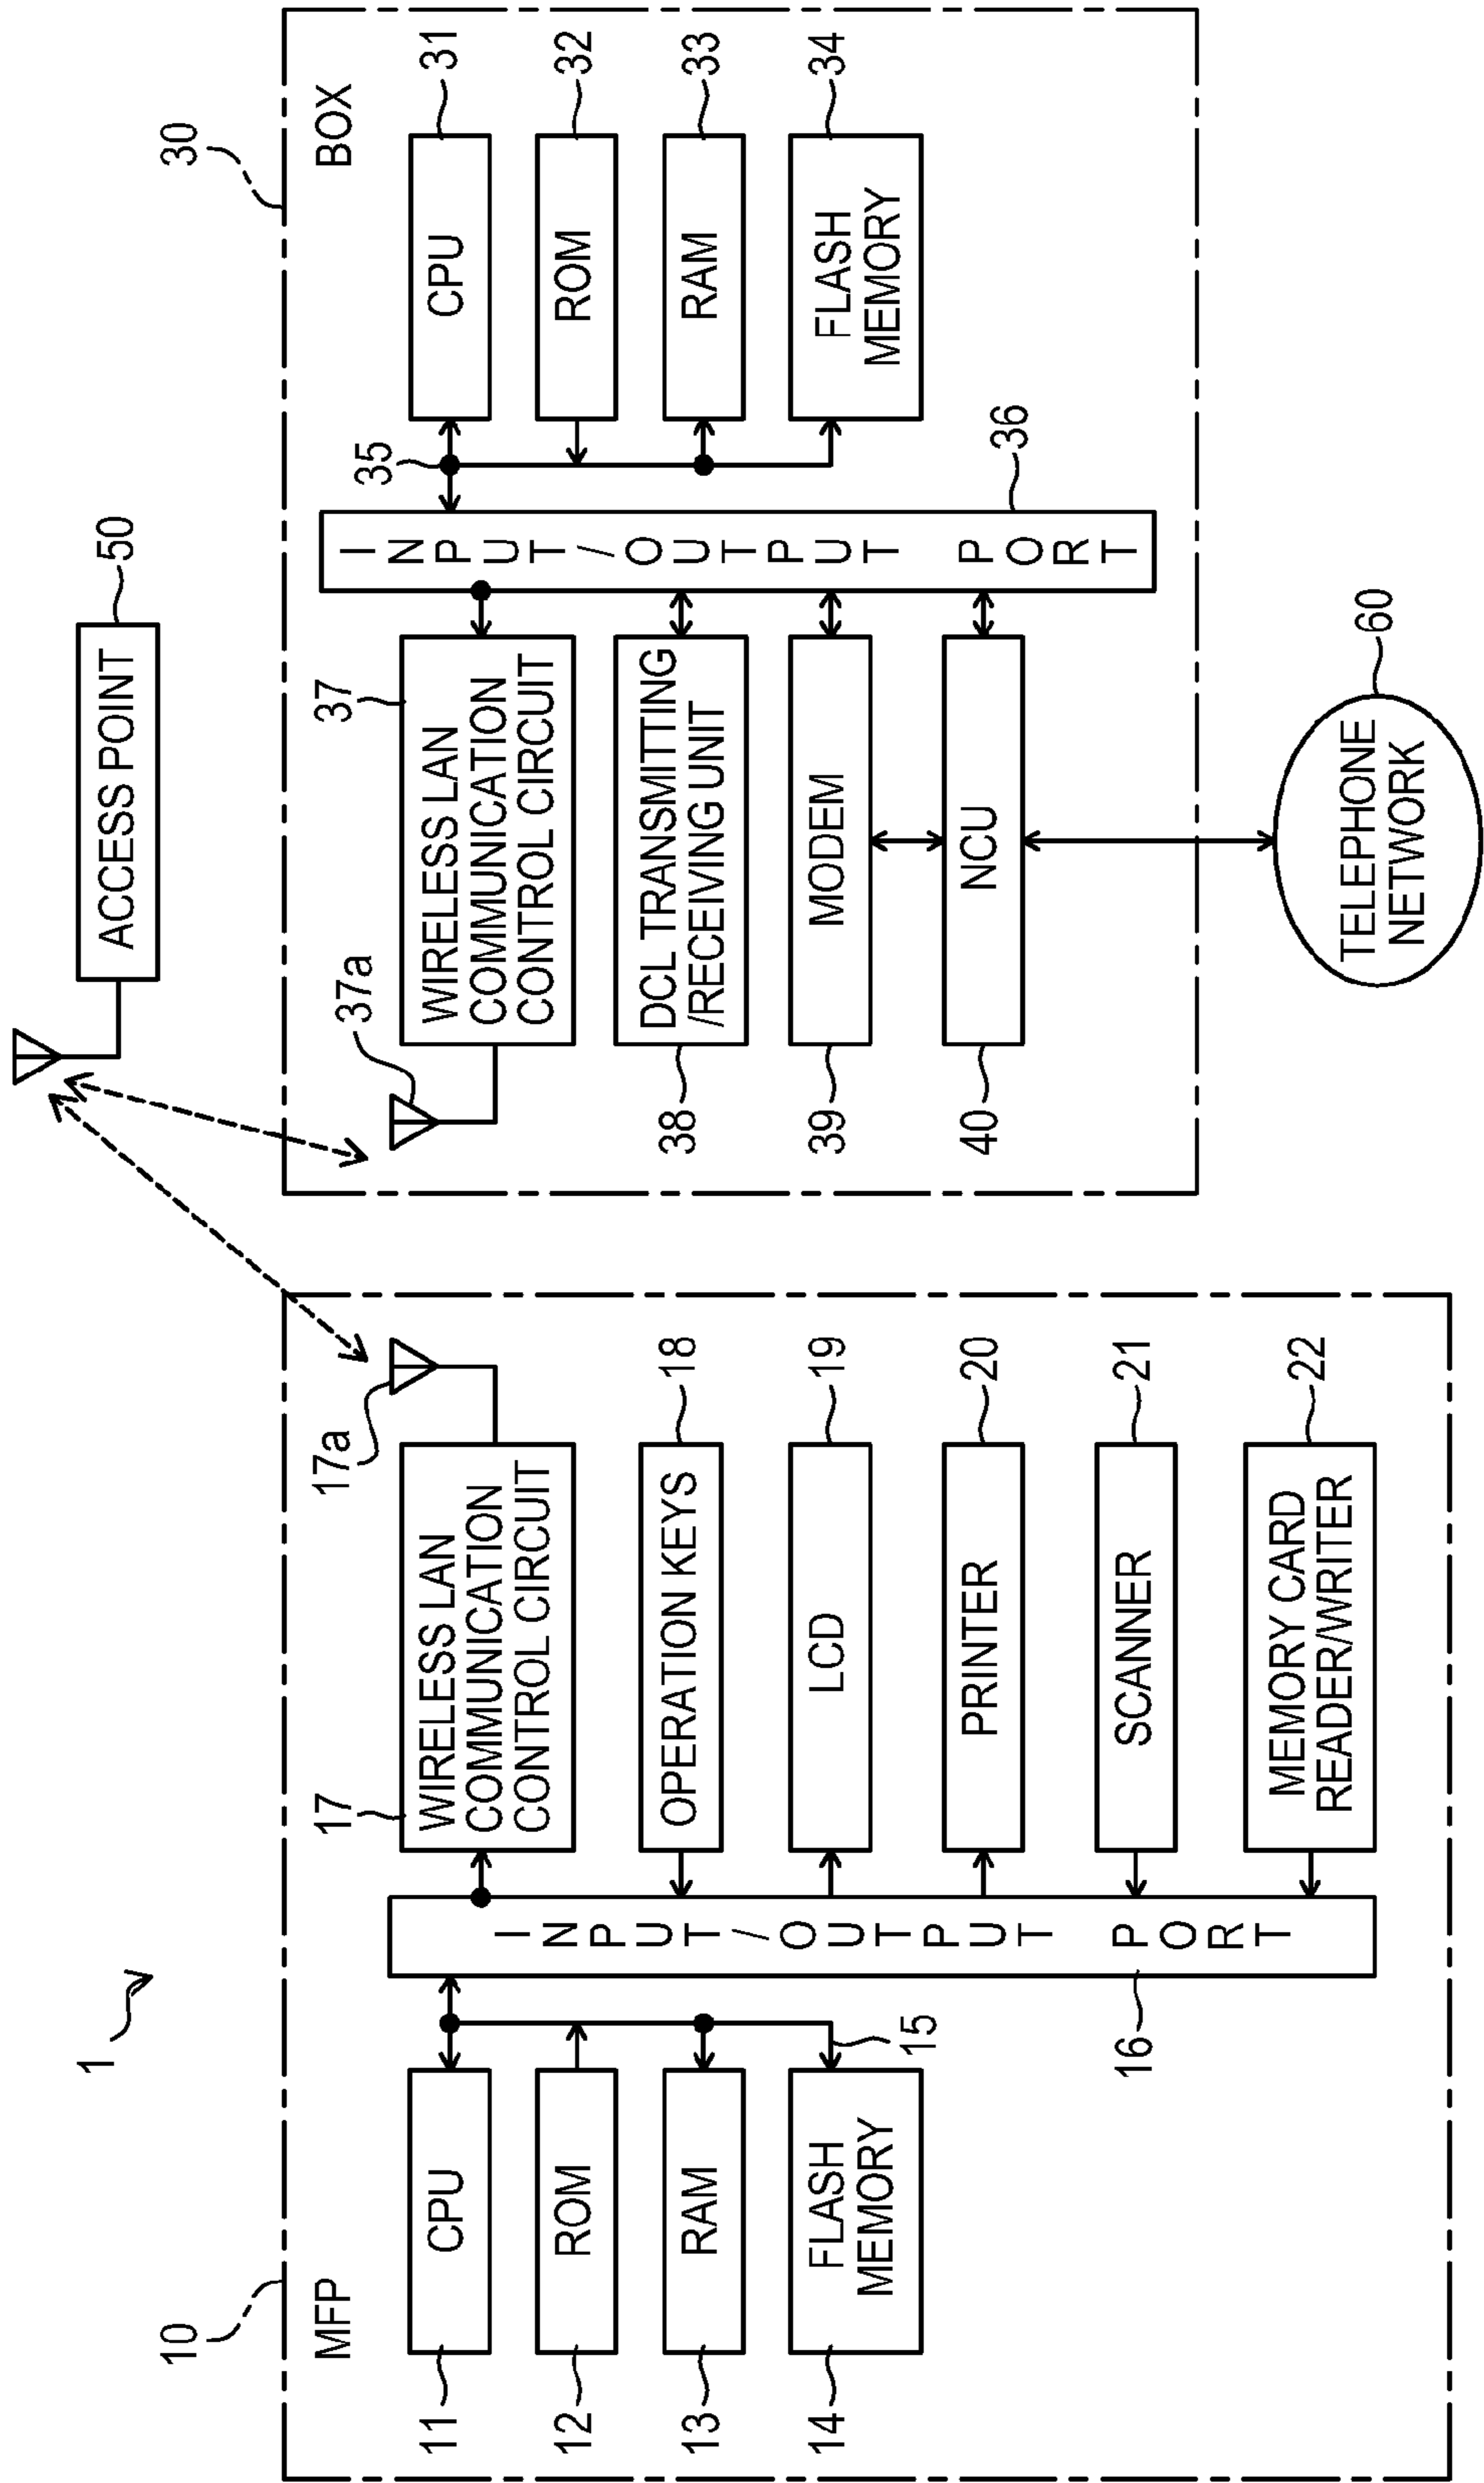 1
ACCESS POINT
50
10
MFP
11
CPU
12
ROM
13
RAM
14
FLASH
MEMORY
15
16
INPUT/OUTPUT PORT
17
17a
WIRELESS LAN
COMMUNICATION
CONTROL CIRCUIT
OPERATION KEYS
18
LCD
19
PRINTER
20
SCANNER
21
MEMORY CARD
READER/WRITER
22
30
BOX
37a
37
WIRELESS LAN
COMMUNICATION
CONTROL CIRCUIT
38
DCL TRANSMITTING
/RECEIVING UNIT
39
MODEM
40
NCU
INPUT/OUTPUT PORT
36
35
CPU
31
ROM
32
RAM
33
FLASH
MEMORY
34
TELEPHONE
NETWORK
60